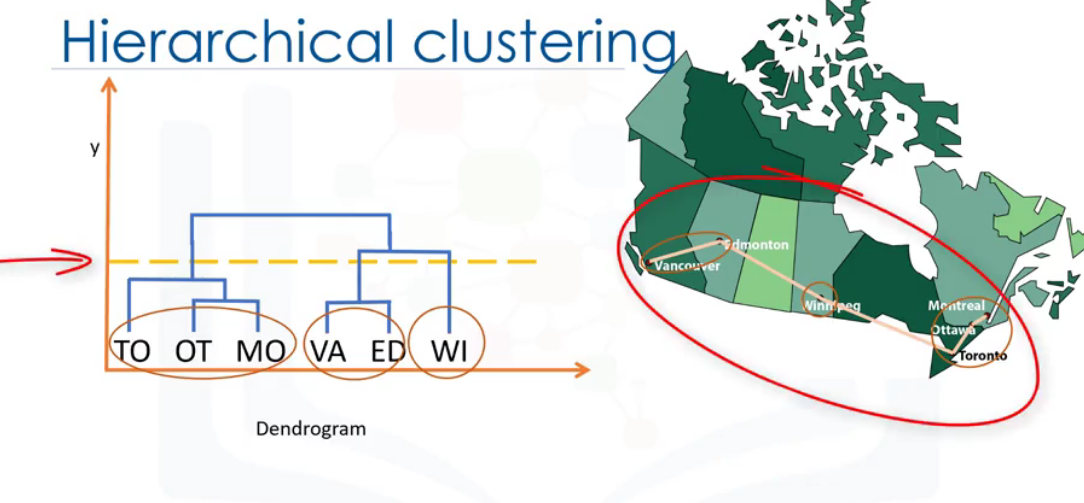 Hierarchical clustering
y
TO OT MO VA ED WI
Dendrogram
Edmonton
Vancouver
Winnipeg
Montreal
Ottawa
Toronto